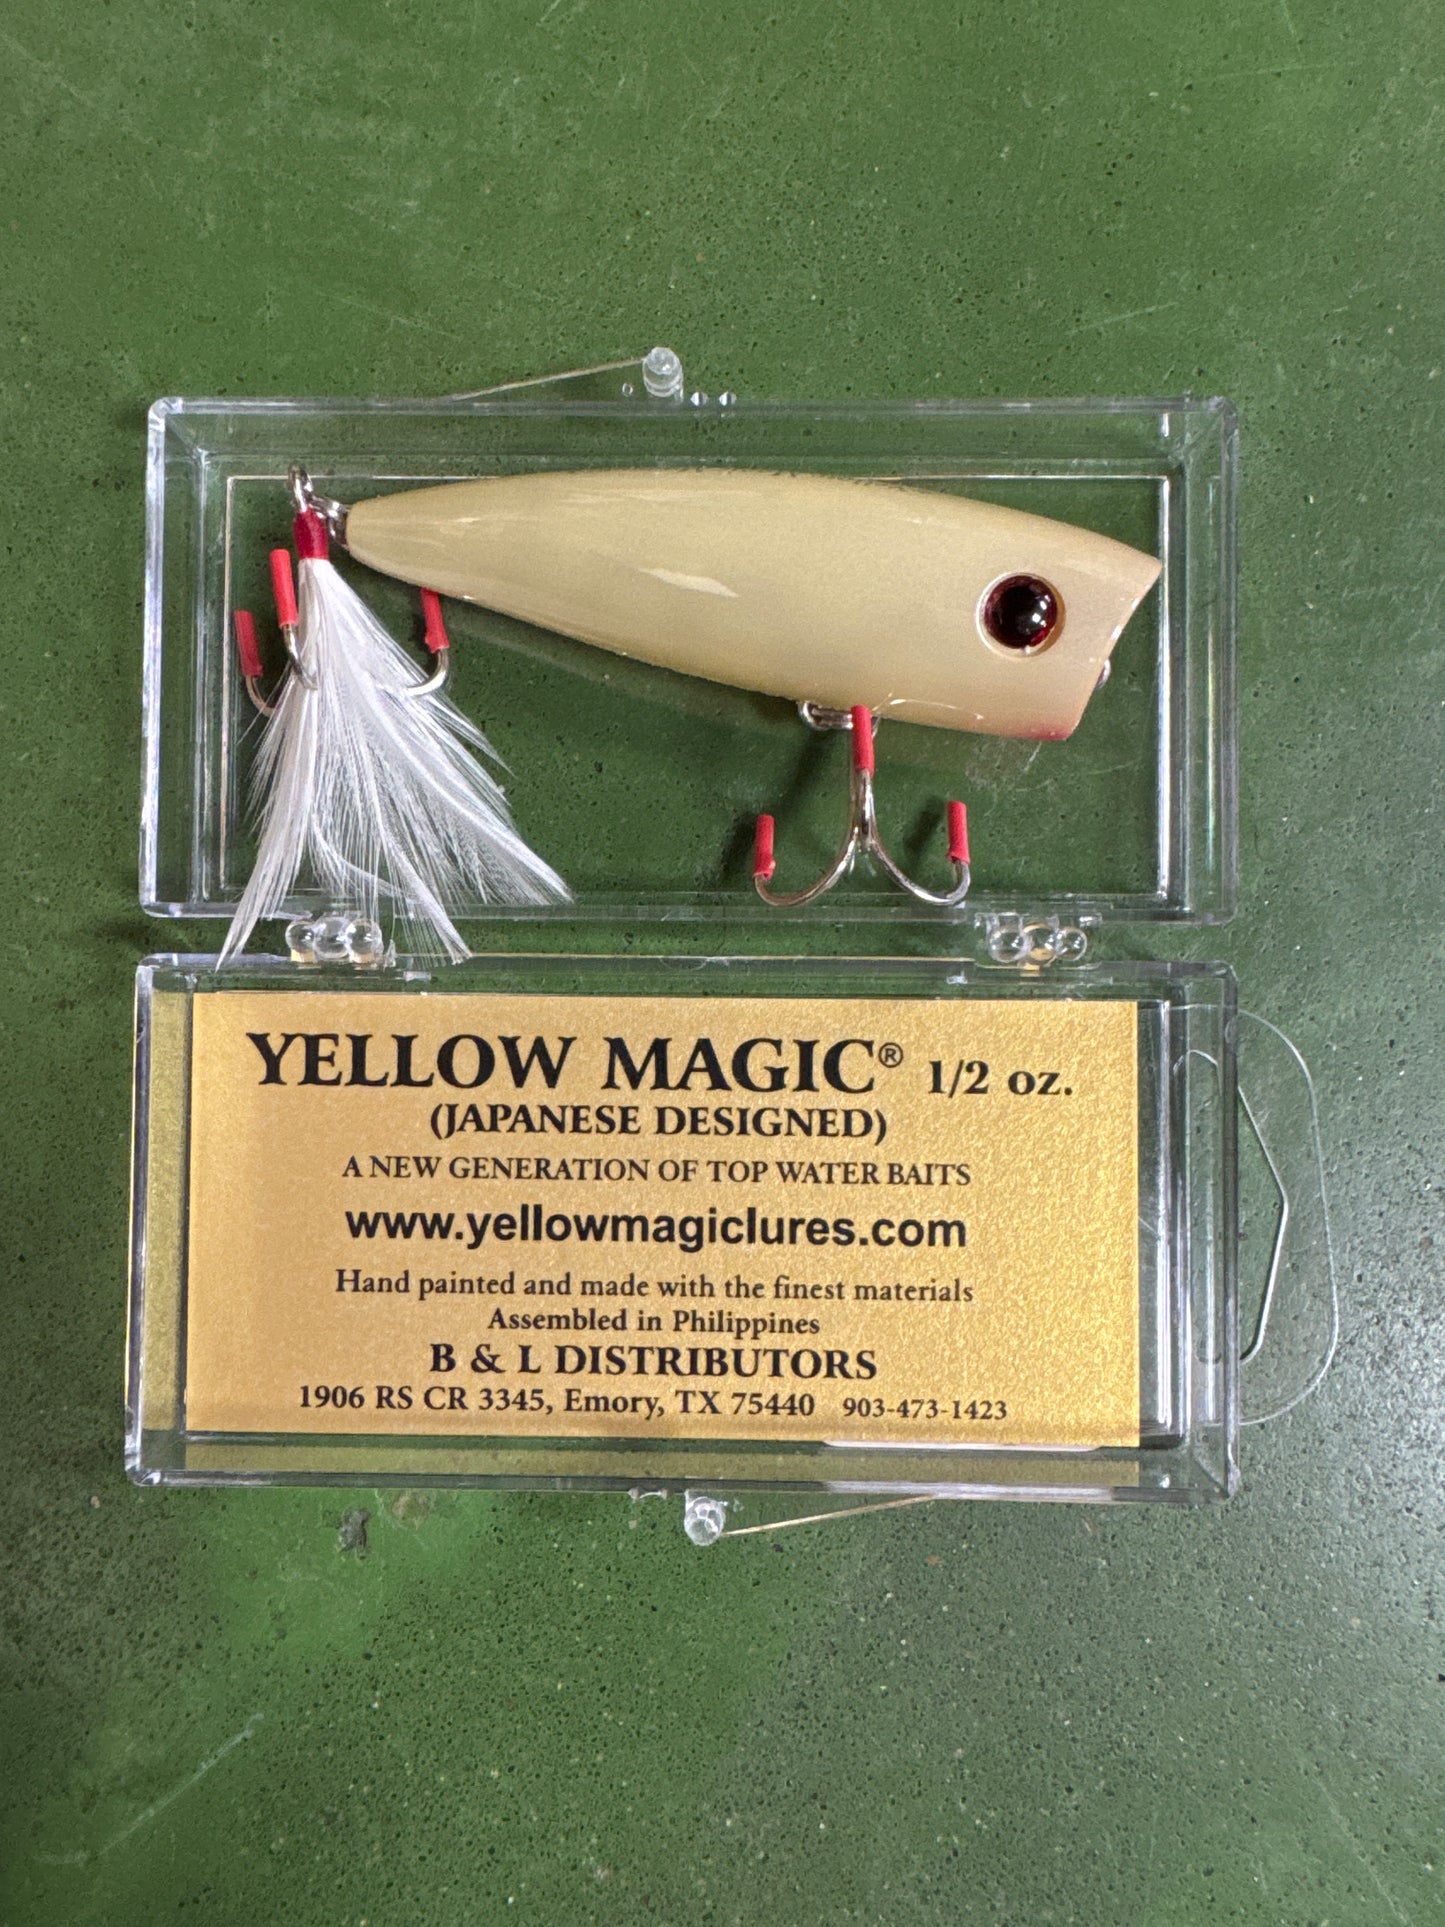 YELLOW MAGIC® 1/2 oz.
(JAPANESE DESIGNED)
A NEW GENERATION OF TOP WATER BAITS
www.yellowmagiclures.com
Hand painted and made with the finest materials
Assembled in Philippines
B & L DISTRIBUTORS
1906 RS CR 3345, Emory, TX 75440 903-473-1423